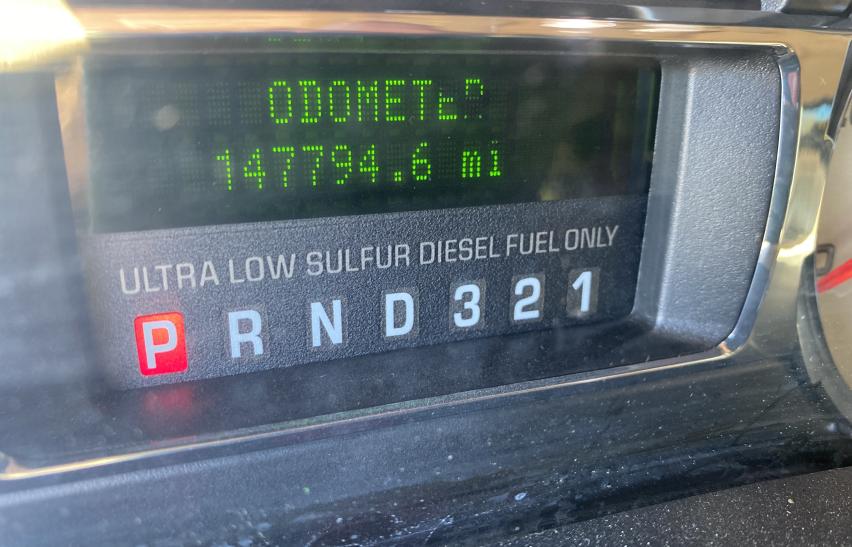 ODOMETER
147794.6 mi
ULTRA LOW SULFUR DIESEL FUEL ONLY
P R N D 3 2 1